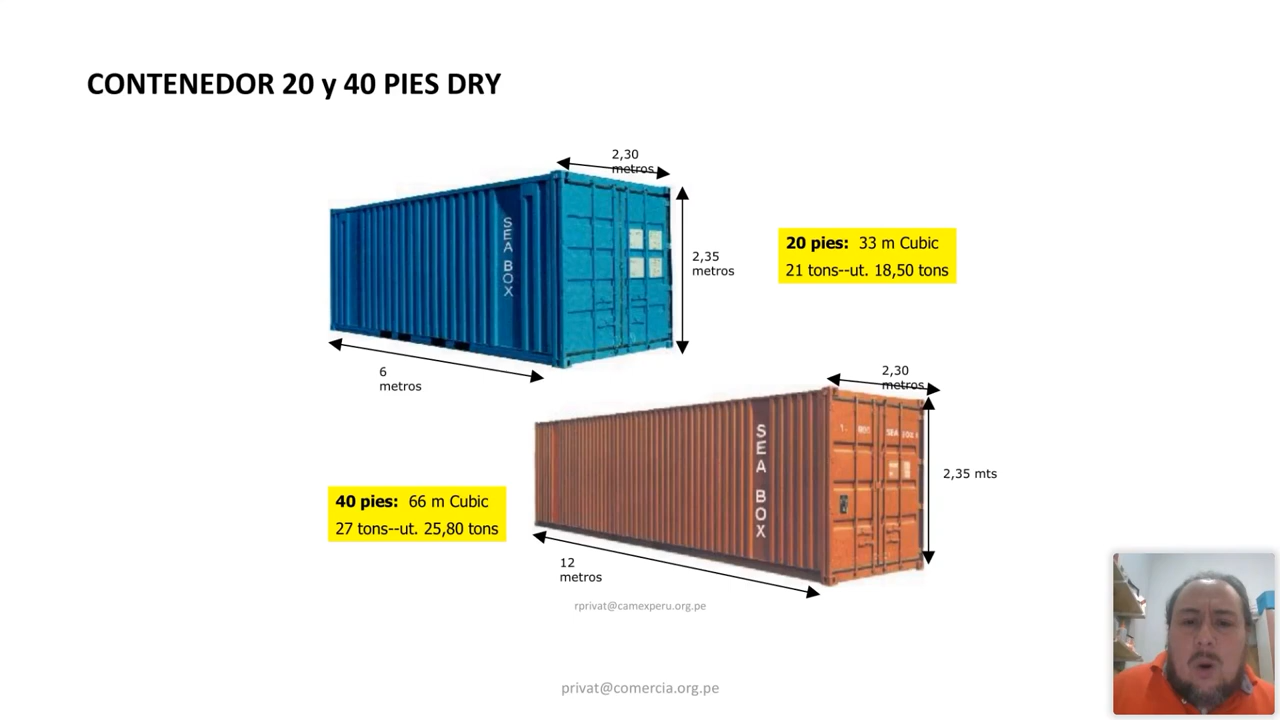 CONTENEDOR 20 y 40 PIES DRY
2,30
metros
SEA BOX
2,35
metros
20 pies: 33 m Cubic
21 tons--ut. 18,50 tons
6
metros
2,30
metros
SEA BOX
2,35 mts
40 pies: 66 m Cubic
27 tons--ut. 25,80 tons
12
metros
rprivat@camexperu.org.pe
privat@comercia.org.pe